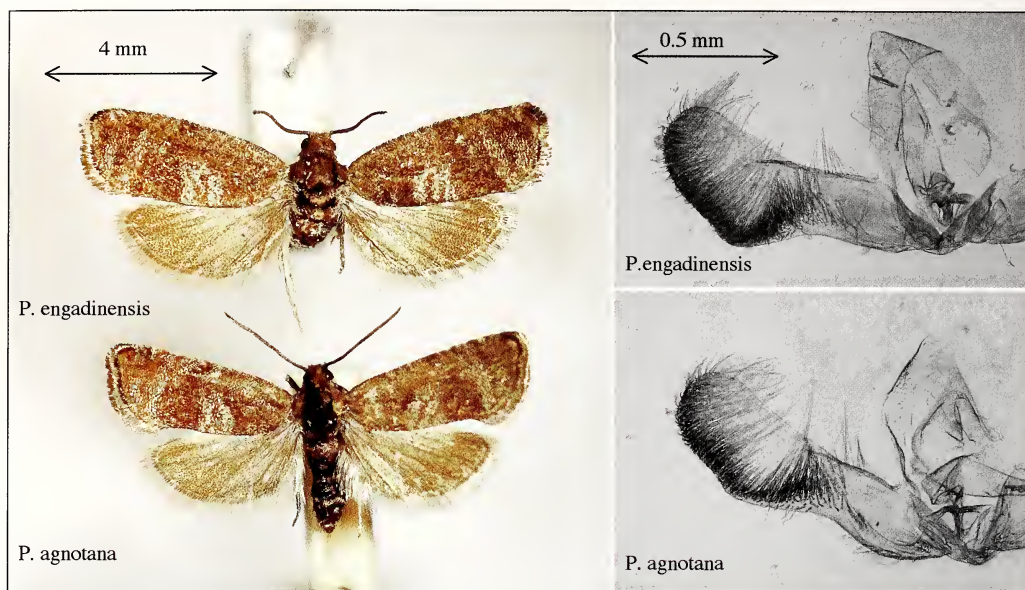 4 mm
P. engadinensis
P. agnotana
0.5 mm
P.engadinensis
P. agnotana